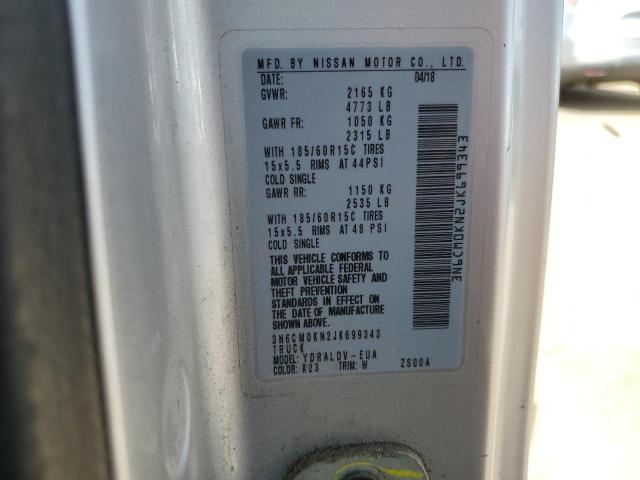 MFD. BY NISSAN MOTOR CO., LTD.
DATE: 04/18
GVWR: 2165 KG
4773 LB
GAWR FR: 1050 KG
2315 LB
WITH 185/60R15C TIRES
15x5.5 RIMS AT 44PSI
COLD SINGLE
GAWR RR: 1150 KG
2535 LB
WITH 185/60R15C TIRES
15x5.5 RIMS AT 48 PSI
COLD SINGLE
THIS VEHICLE CONFORMS TO
ALL APPLICABLE FEDERAL
MOTOR VEHICLE SAFETY AND
THEFT PREVENTION
STANDARDS IN EFFECT ON
THE DATE OF MANUFACTURE
SHOWN ABOVE.
3N6CM0KN2JK699343
TRUCK
MODEL: YDRALDV-EUA
COLOR: K23 TRIM: W ZS00A
3N6CM0KN2JK699343